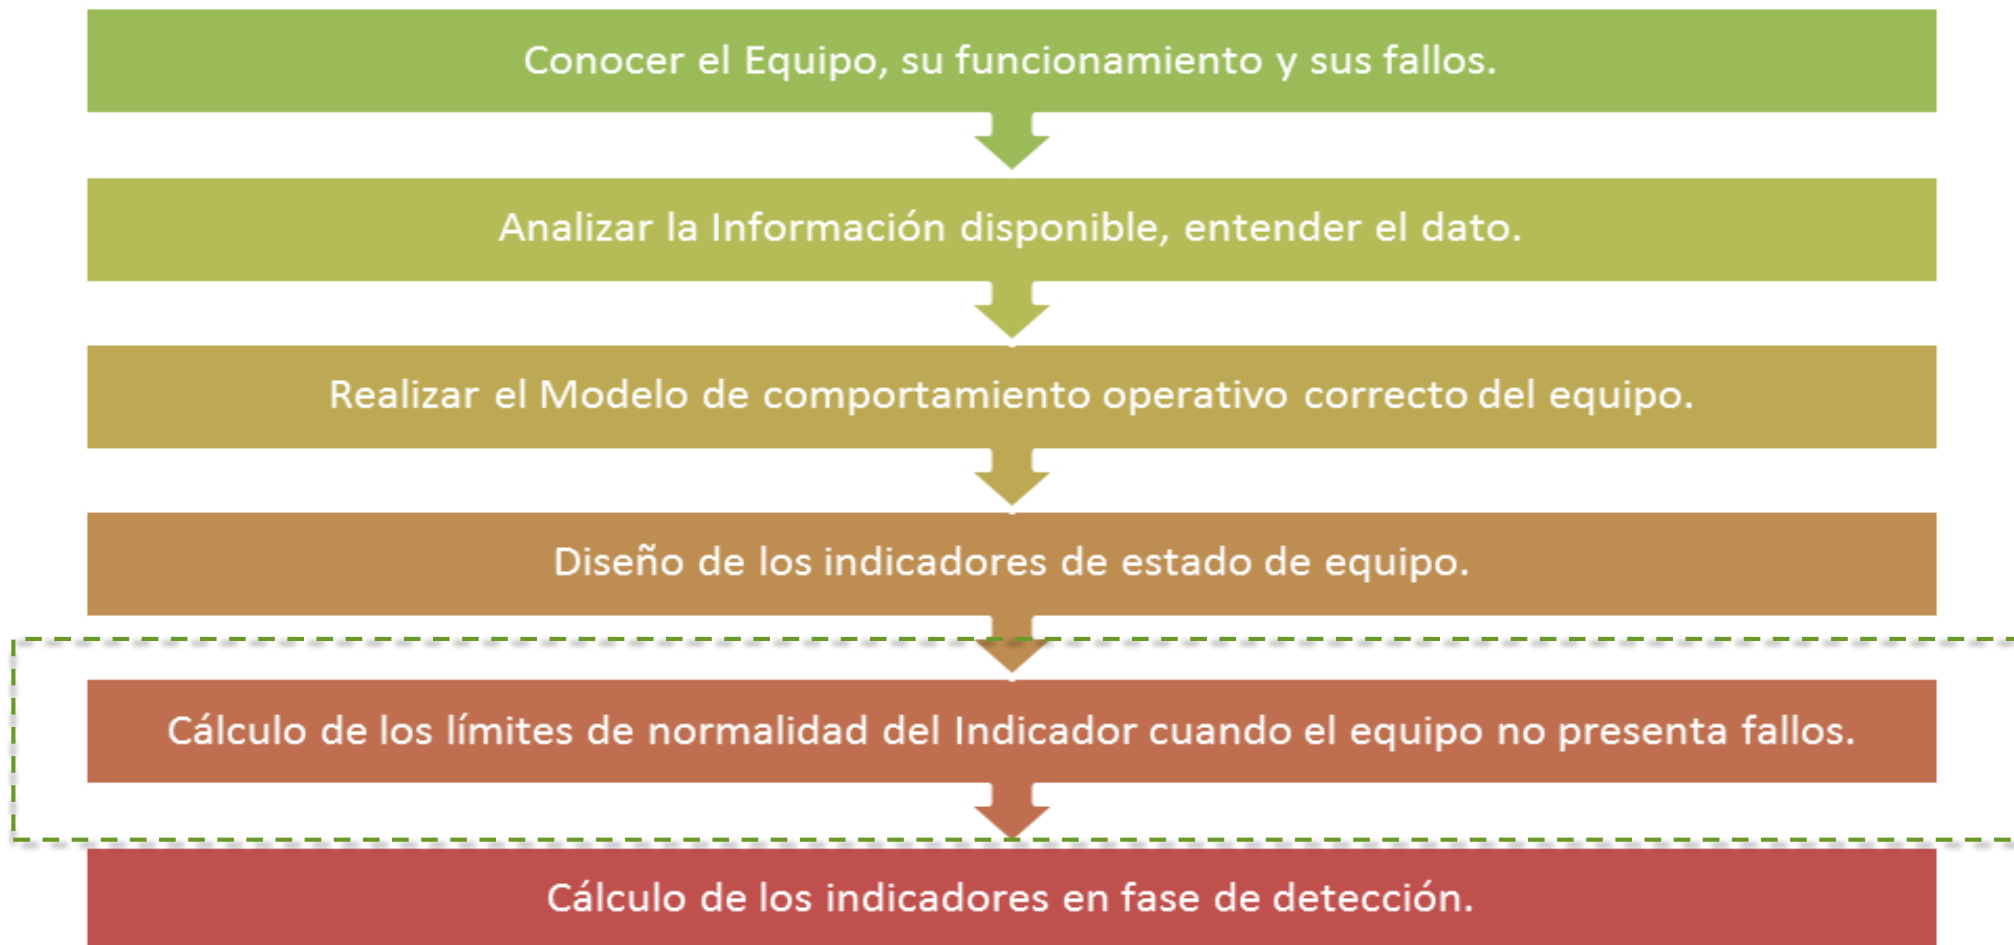 Conocer el Equipo, su funcionamiento y sus fallos.
Analizar la Información disponible, entender el dato.
Realizar el Modelo de comportamiento operativo correcto del equipo.
Diseño de los indicadores de estado de equipo.
Cálculo de los límites de normalidad del Indicador cuando el equipo no presenta fallos.
Cálculo de los indicadores en fase de detección.